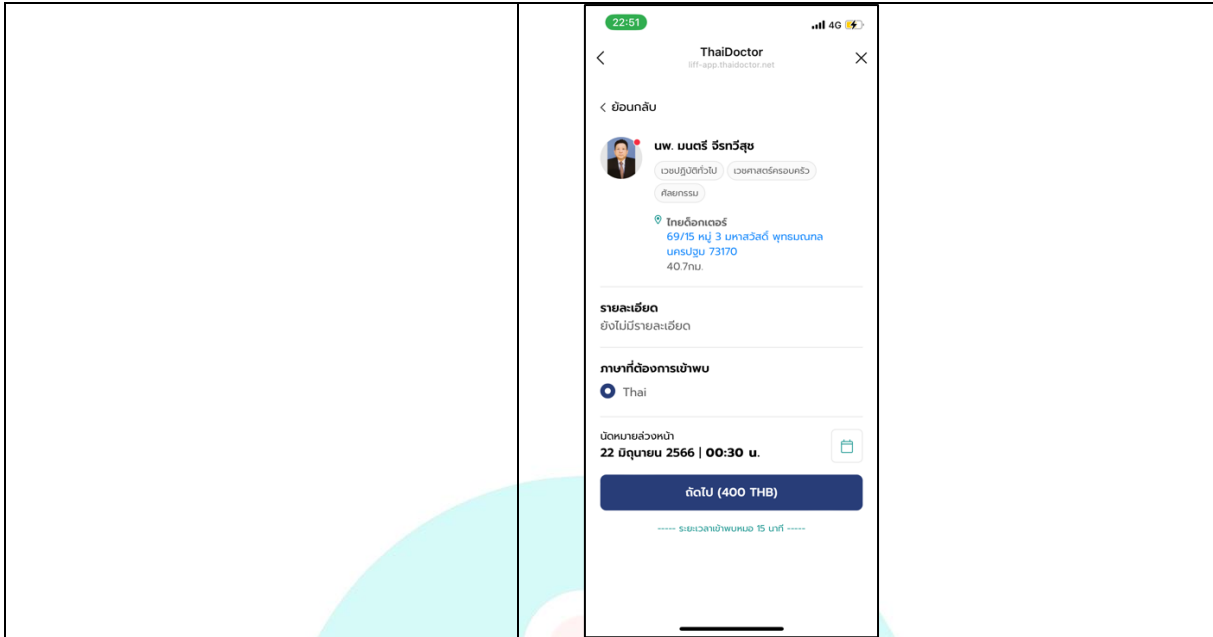 22:51
4G
ThaiDoctor
liff-app.thaidoctor.net
ย้อนกลับ
นพ. มนตรี จีรทวีสุช
เวชปฏิบัติทั่วไป เวชศาสตร์ครอบครัว
ศัลยกรรม
ไทยด็อกเตอร์
69/15 หมู่ 3 มหาสวัสดิ์ พุทธมณฑล
นครปฐม 73170
40.7กม.
รายละเอียด
ยังไม่มีรายละเอียด
ภาษาที่ต้องการเข้าพบ
Thai
นัดหมายล่วงหน้า
22 มิถุนายน 2566 | 00:30 น.
ถัดไป (400 THB)
----- ระยะเวลาเข้าพบหมอ 15 นาที -----